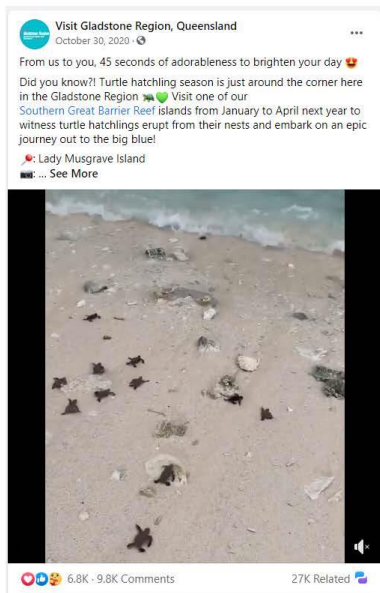 Visit Gladstone Region, Queensland
October 30, 2020 ·
From us to you, 45 seconds of adorableness to brighten your day 🤩
Did you know?! Turtle hatchling season is just around the corner here
in the Gladstone Region 🐢💚 Visit one of our
Southern Great Barrier Reef islands from January to April next year to
witness turtle hatchlings erupt from their nests and embark on an epic
journey out to the big blue!
📍: Lady Musgrave Island
📷: ... See More
6.8K · 9.8K Comments
27K Related